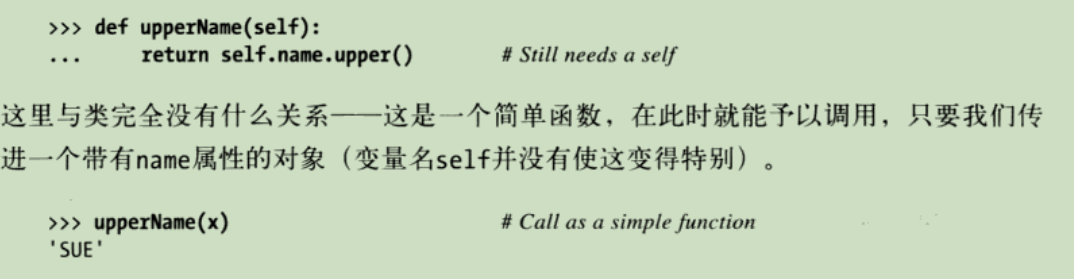 >>> def upperName(self):
...     return self.name.upper()     # Still needs a self
这里与类完全没有什么关系——这是一个简单函数，在此时就能予以调用，只要我们传
进一个带有name属性的对象（变量名self并没有使这变得特别）。
>>> upperName(x)     # Call as a simple function
'SUE'